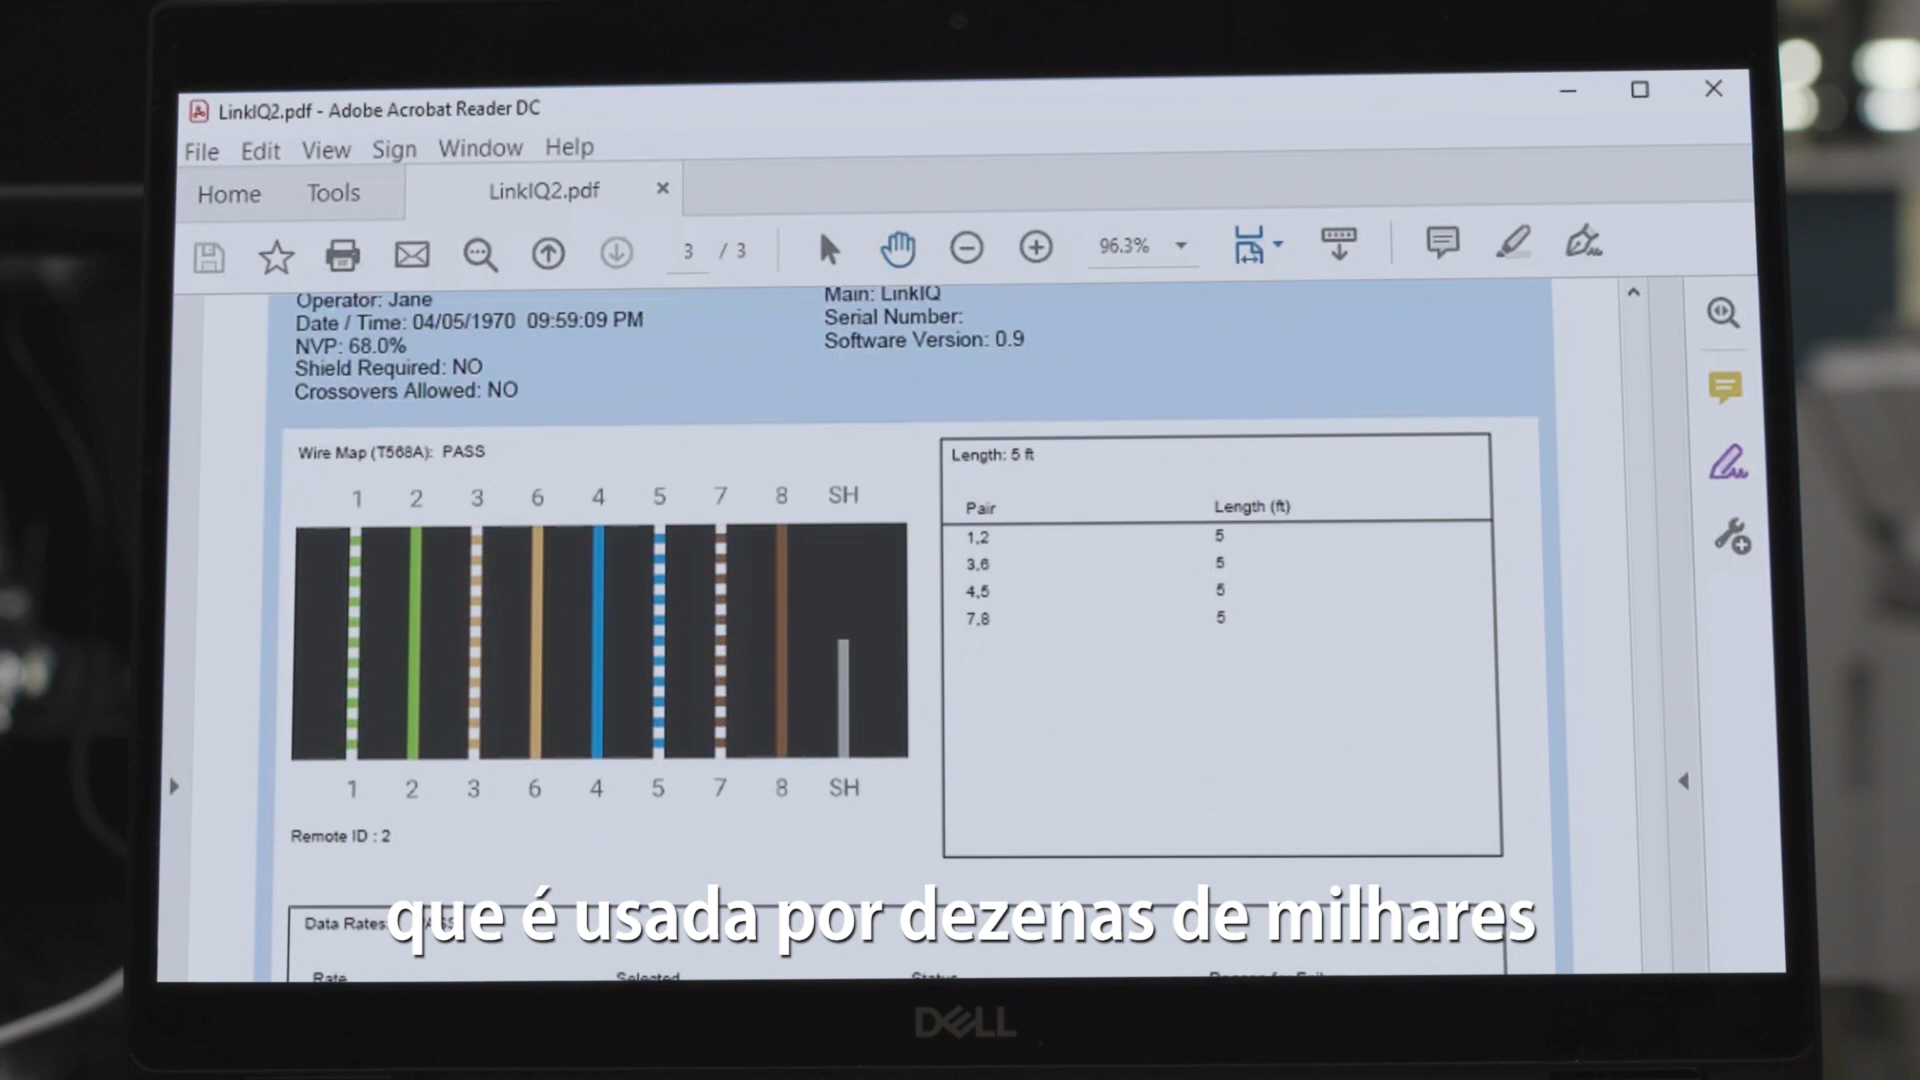 LinkIQ2.pdf - Adobe Acrobat Reader DC
File Edit View Sign Window Help
Home Tools LinkIQ2.pdf
3 / 3 96.3%
Operator: Jane
Date / Time: 04/05/1970 09:59:09 PM
NVP: 68.0%
Shield Required: NO
Crossovers Allowed: NO
Main: LinkIQ
Serial Number:
Software Version: 0.9
Wire Map (T568A): PASS
1 2 3 6 4 5 7 8 SH
1 2 3 6 4 5 7 8 SH
Remote ID : 2
Length: 5 ft
Pair Length (ft)
1,2 5
3,6 5
4,5 5
7,8 5
Data Rates:
que é usada por dezenas de milhares
Rate Selected Status
DELL